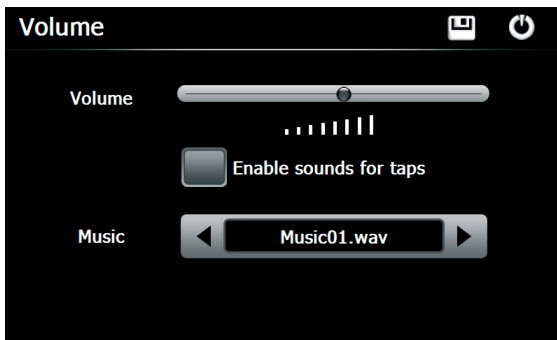 Volume
Volume
Enable sounds for taps
Music
Music01.wav